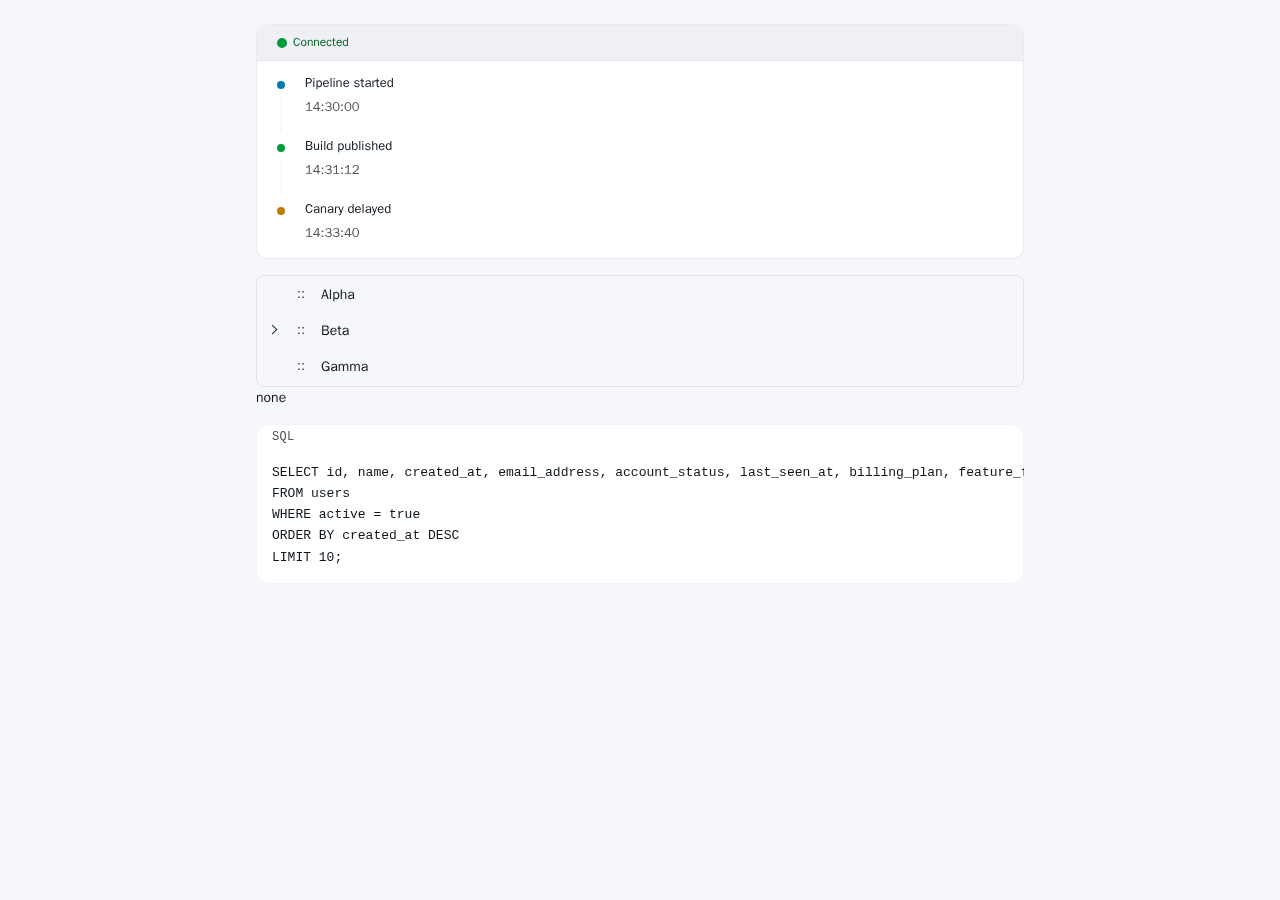 Connected
Pipeline started
14:30:00
Build published
14:31:12
Canary delayed
14:33:40
:: Alpha
:: Beta
:: Gamma
none
SQL
SELECT id, name, created_at, email_address, account_status, last_seen_at, billing_plan, feature_
FROM users
WHERE active = true
ORDER BY created_at DESC
LIMIT 10;